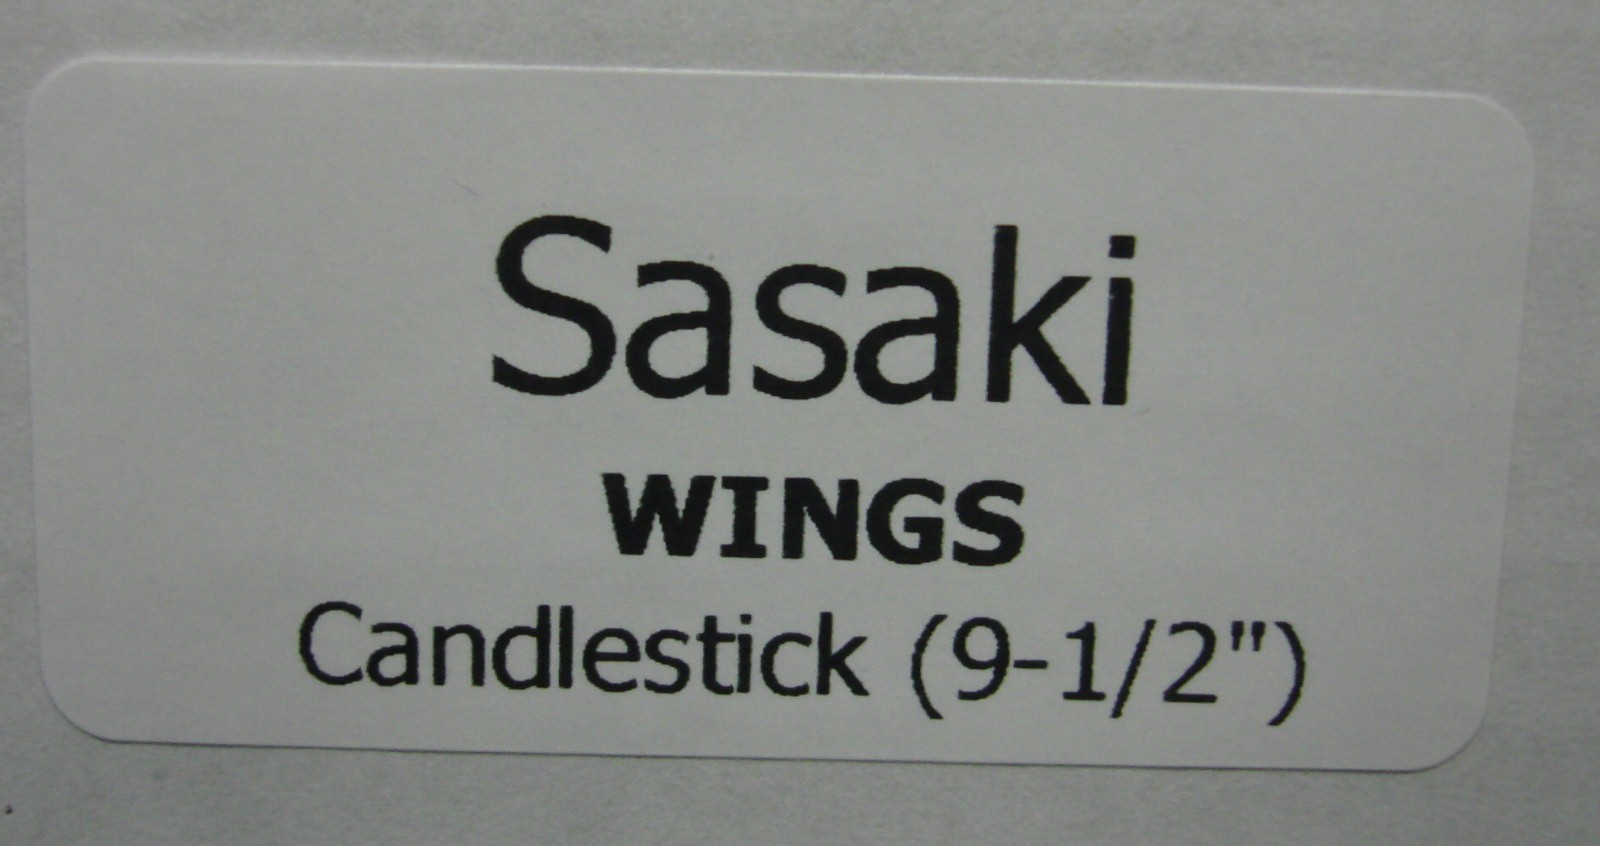 Sasaki
WINGS
Candlestick (9-1/2")